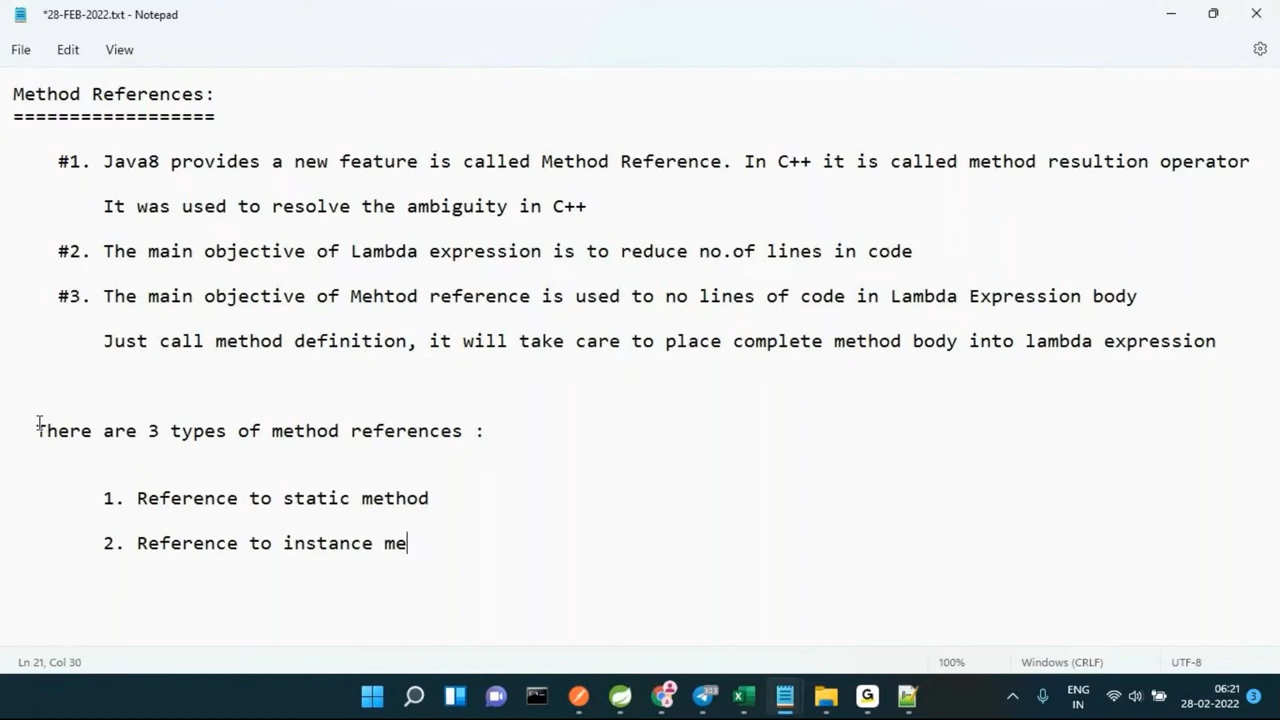 *28-FEB-2022.txt - Notepad
File Edit View
Method References:
==================
#1. Java8 provides a new feature is called Method Reference. In C++ it is called method resultion operator
It was used to resolve the ambiguity in C++
#2. The main objective of Lambda expression is to reduce no.of lines in code
#3. The main objective of Mehtod reference is used to no lines of code in Lambda Expression body
Just call method definition, it will take care to place complete method body into lambda expression
There are 3 types of method references :
1. Reference to static method
2. Reference to instance me
Ln 21, Col 30 100% Windows (CRLF) UTF-8
303
G
ENG
IN
06:21
28-02-2022
3